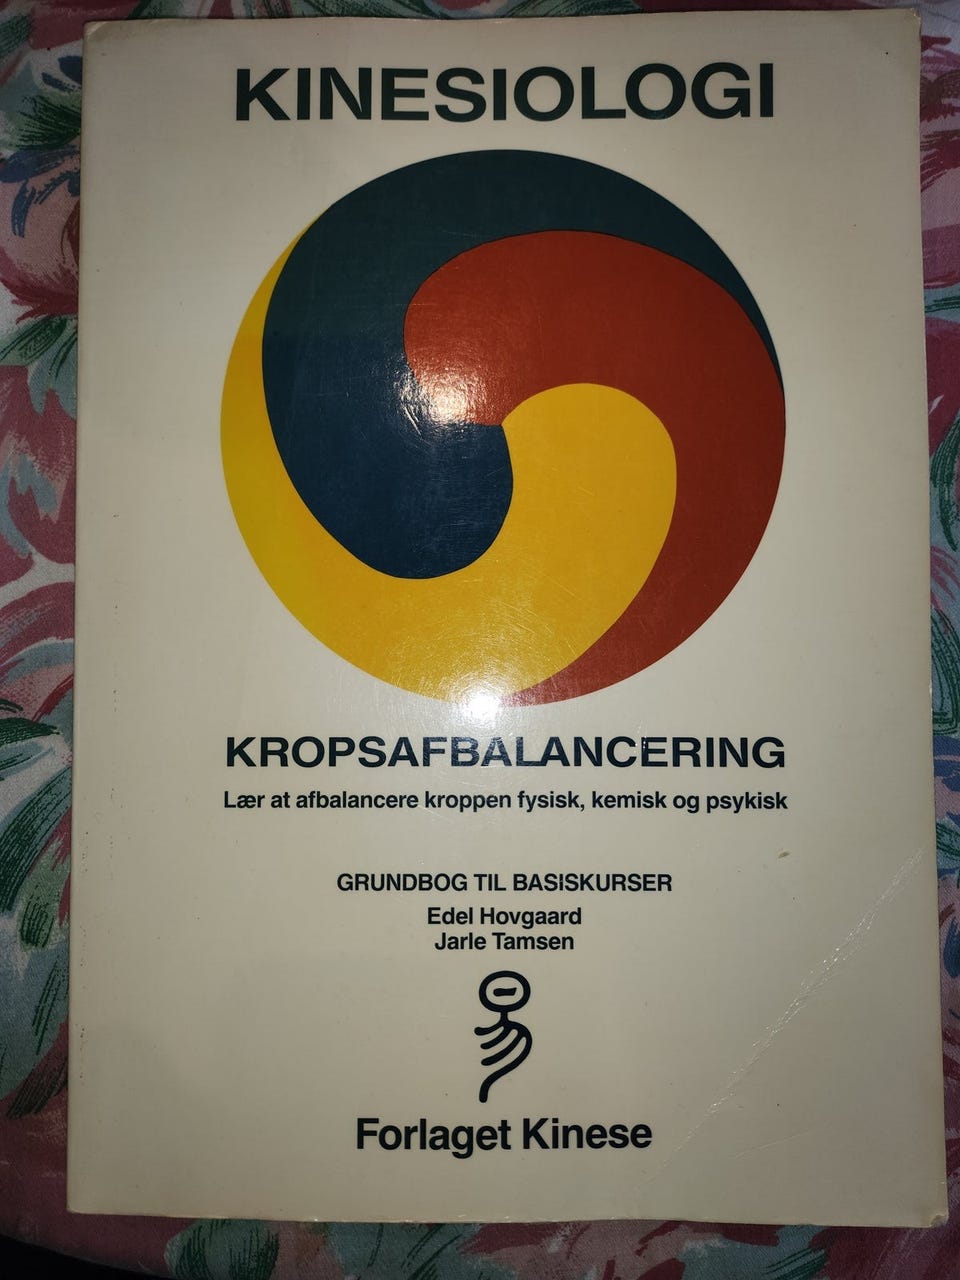 KINESIOLOGI
KROPSAFBALANCERING
Lær at afbalancere kroppen fysisk, kemisk og psykisk
GRUNDBOG TIL BASISKURSER
Edel Hovgaard
Jarle Tamsen
Forlaget Kinese